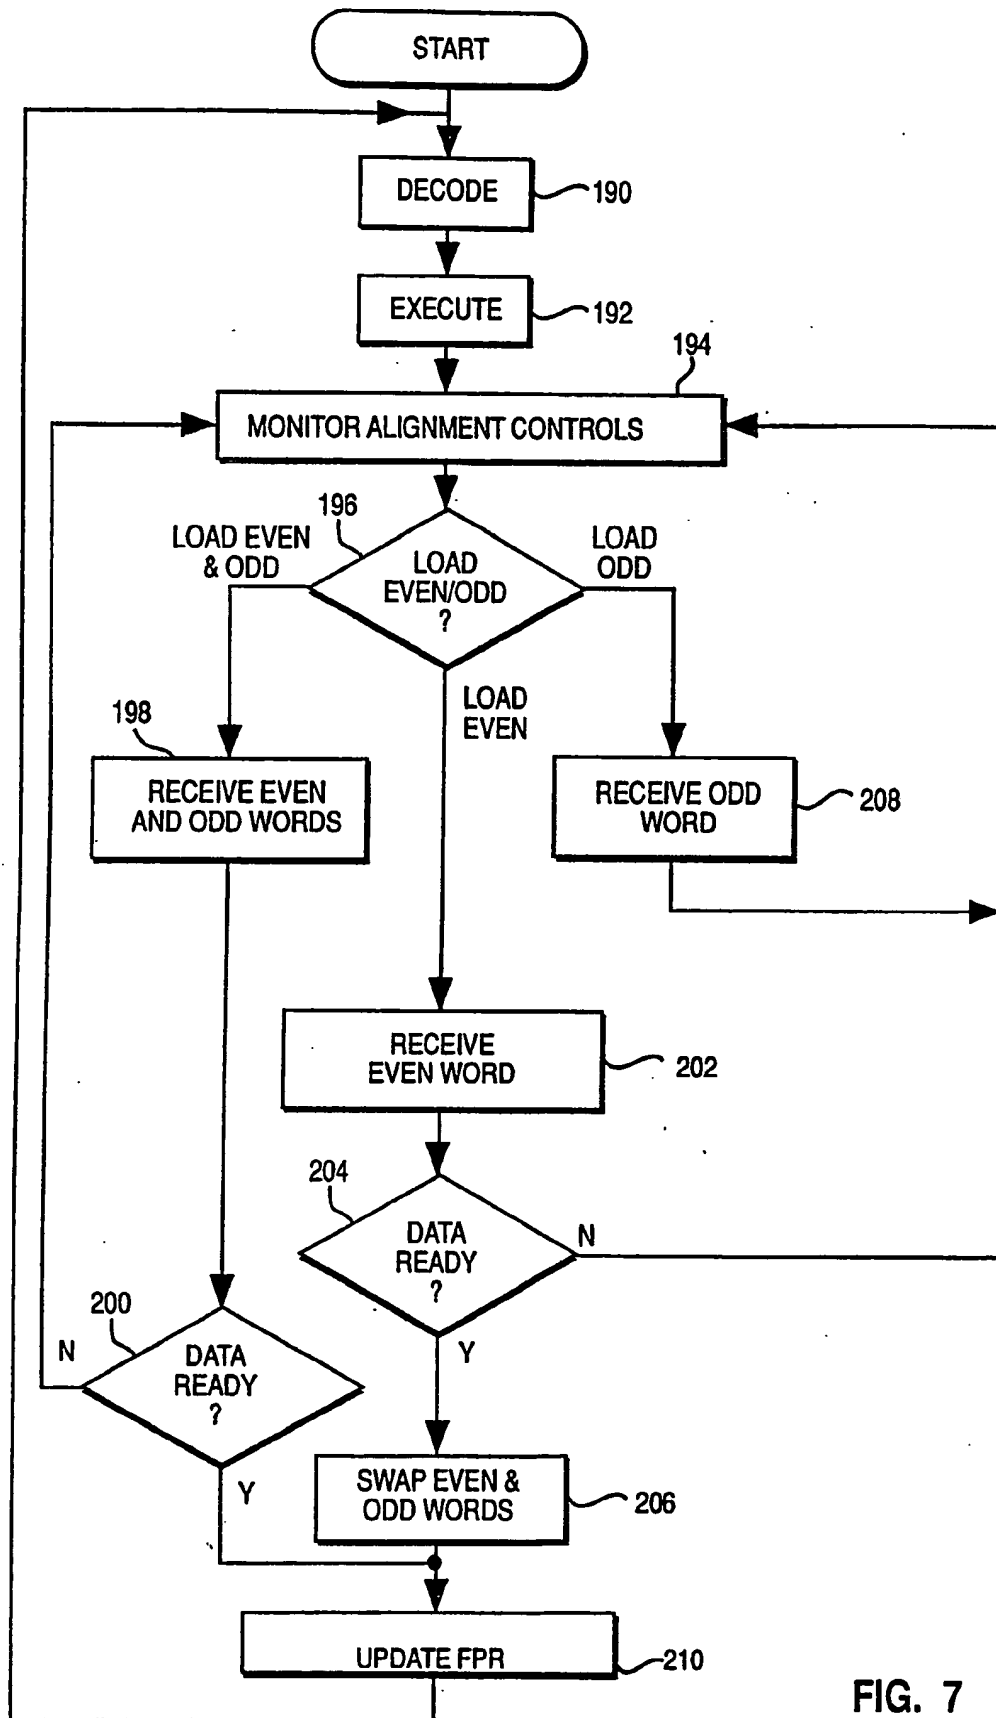 START
DECODE
190
EXECUTE
192
194
MONITOR ALIGNMENT CONTROLS
196
LOAD EVEN
& ODD
LOAD
EVEN/ODD
?
LOAD
ODD
LOAD
EVEN
198
RECEIVE EVEN
AND ODD WORDS
RECEIVE ODD
WORD
208
RECEIVE
EVEN WORD
202
204
DATA
READY
?
N
Y
200
N
DATA
READY
?
Y
SWAP EVEN &
ODD WORDS
206
UPDATE FPR
210
FIG. 7